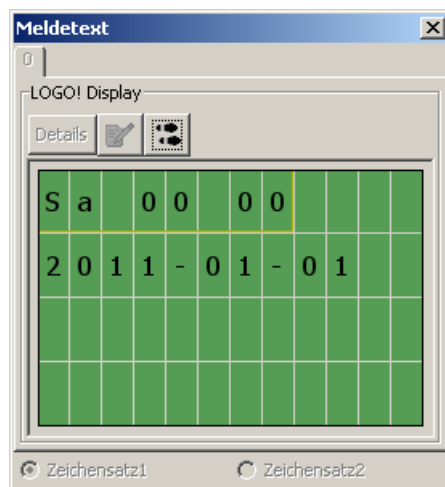 Meldetext
0
LOGO! Display
Details
Sa 00 00
2011-01-01
Zeichensatz1 Zeichensatz2